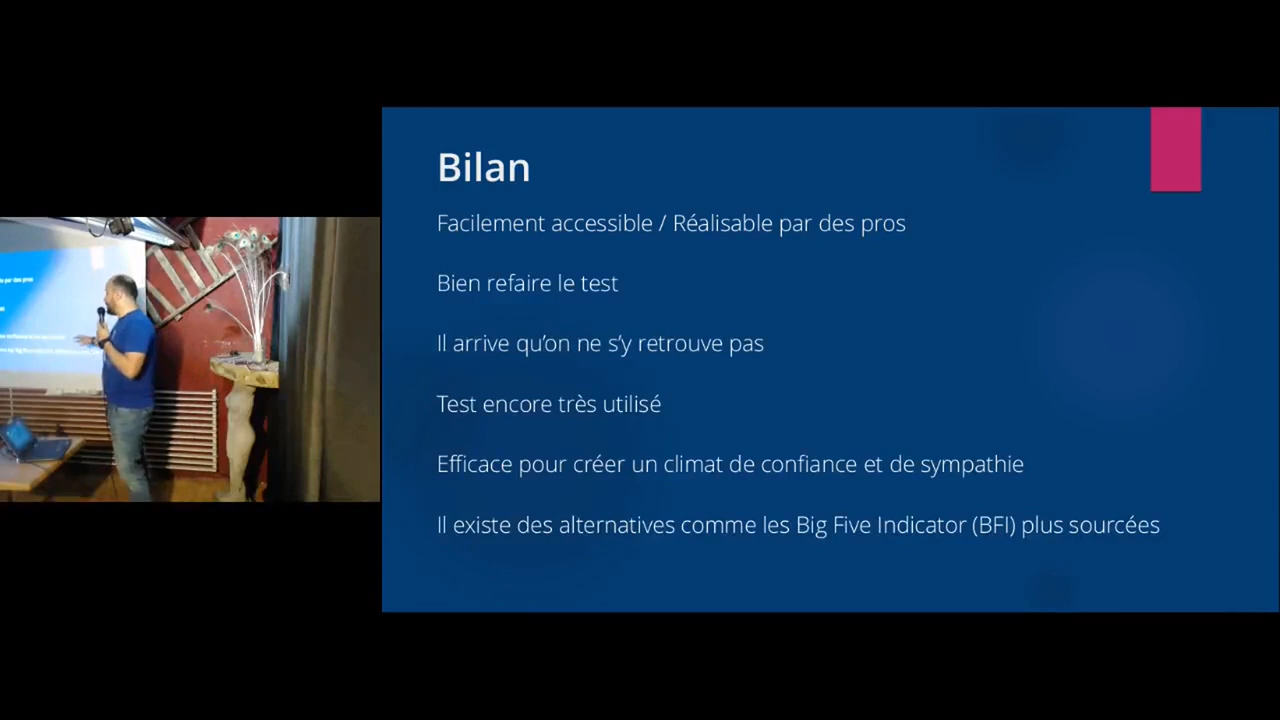 Bilan
Facilement accessible / Réalisable par des pros
Bien refaire le test
Il arrive qu'on ne s'y retrouve pas
Test encore très utilisé
Efficace pour créer un climat de confiance et de sympathie
Il existe des alternatives comme les Big Five Indicator (BFI) plus sourcées